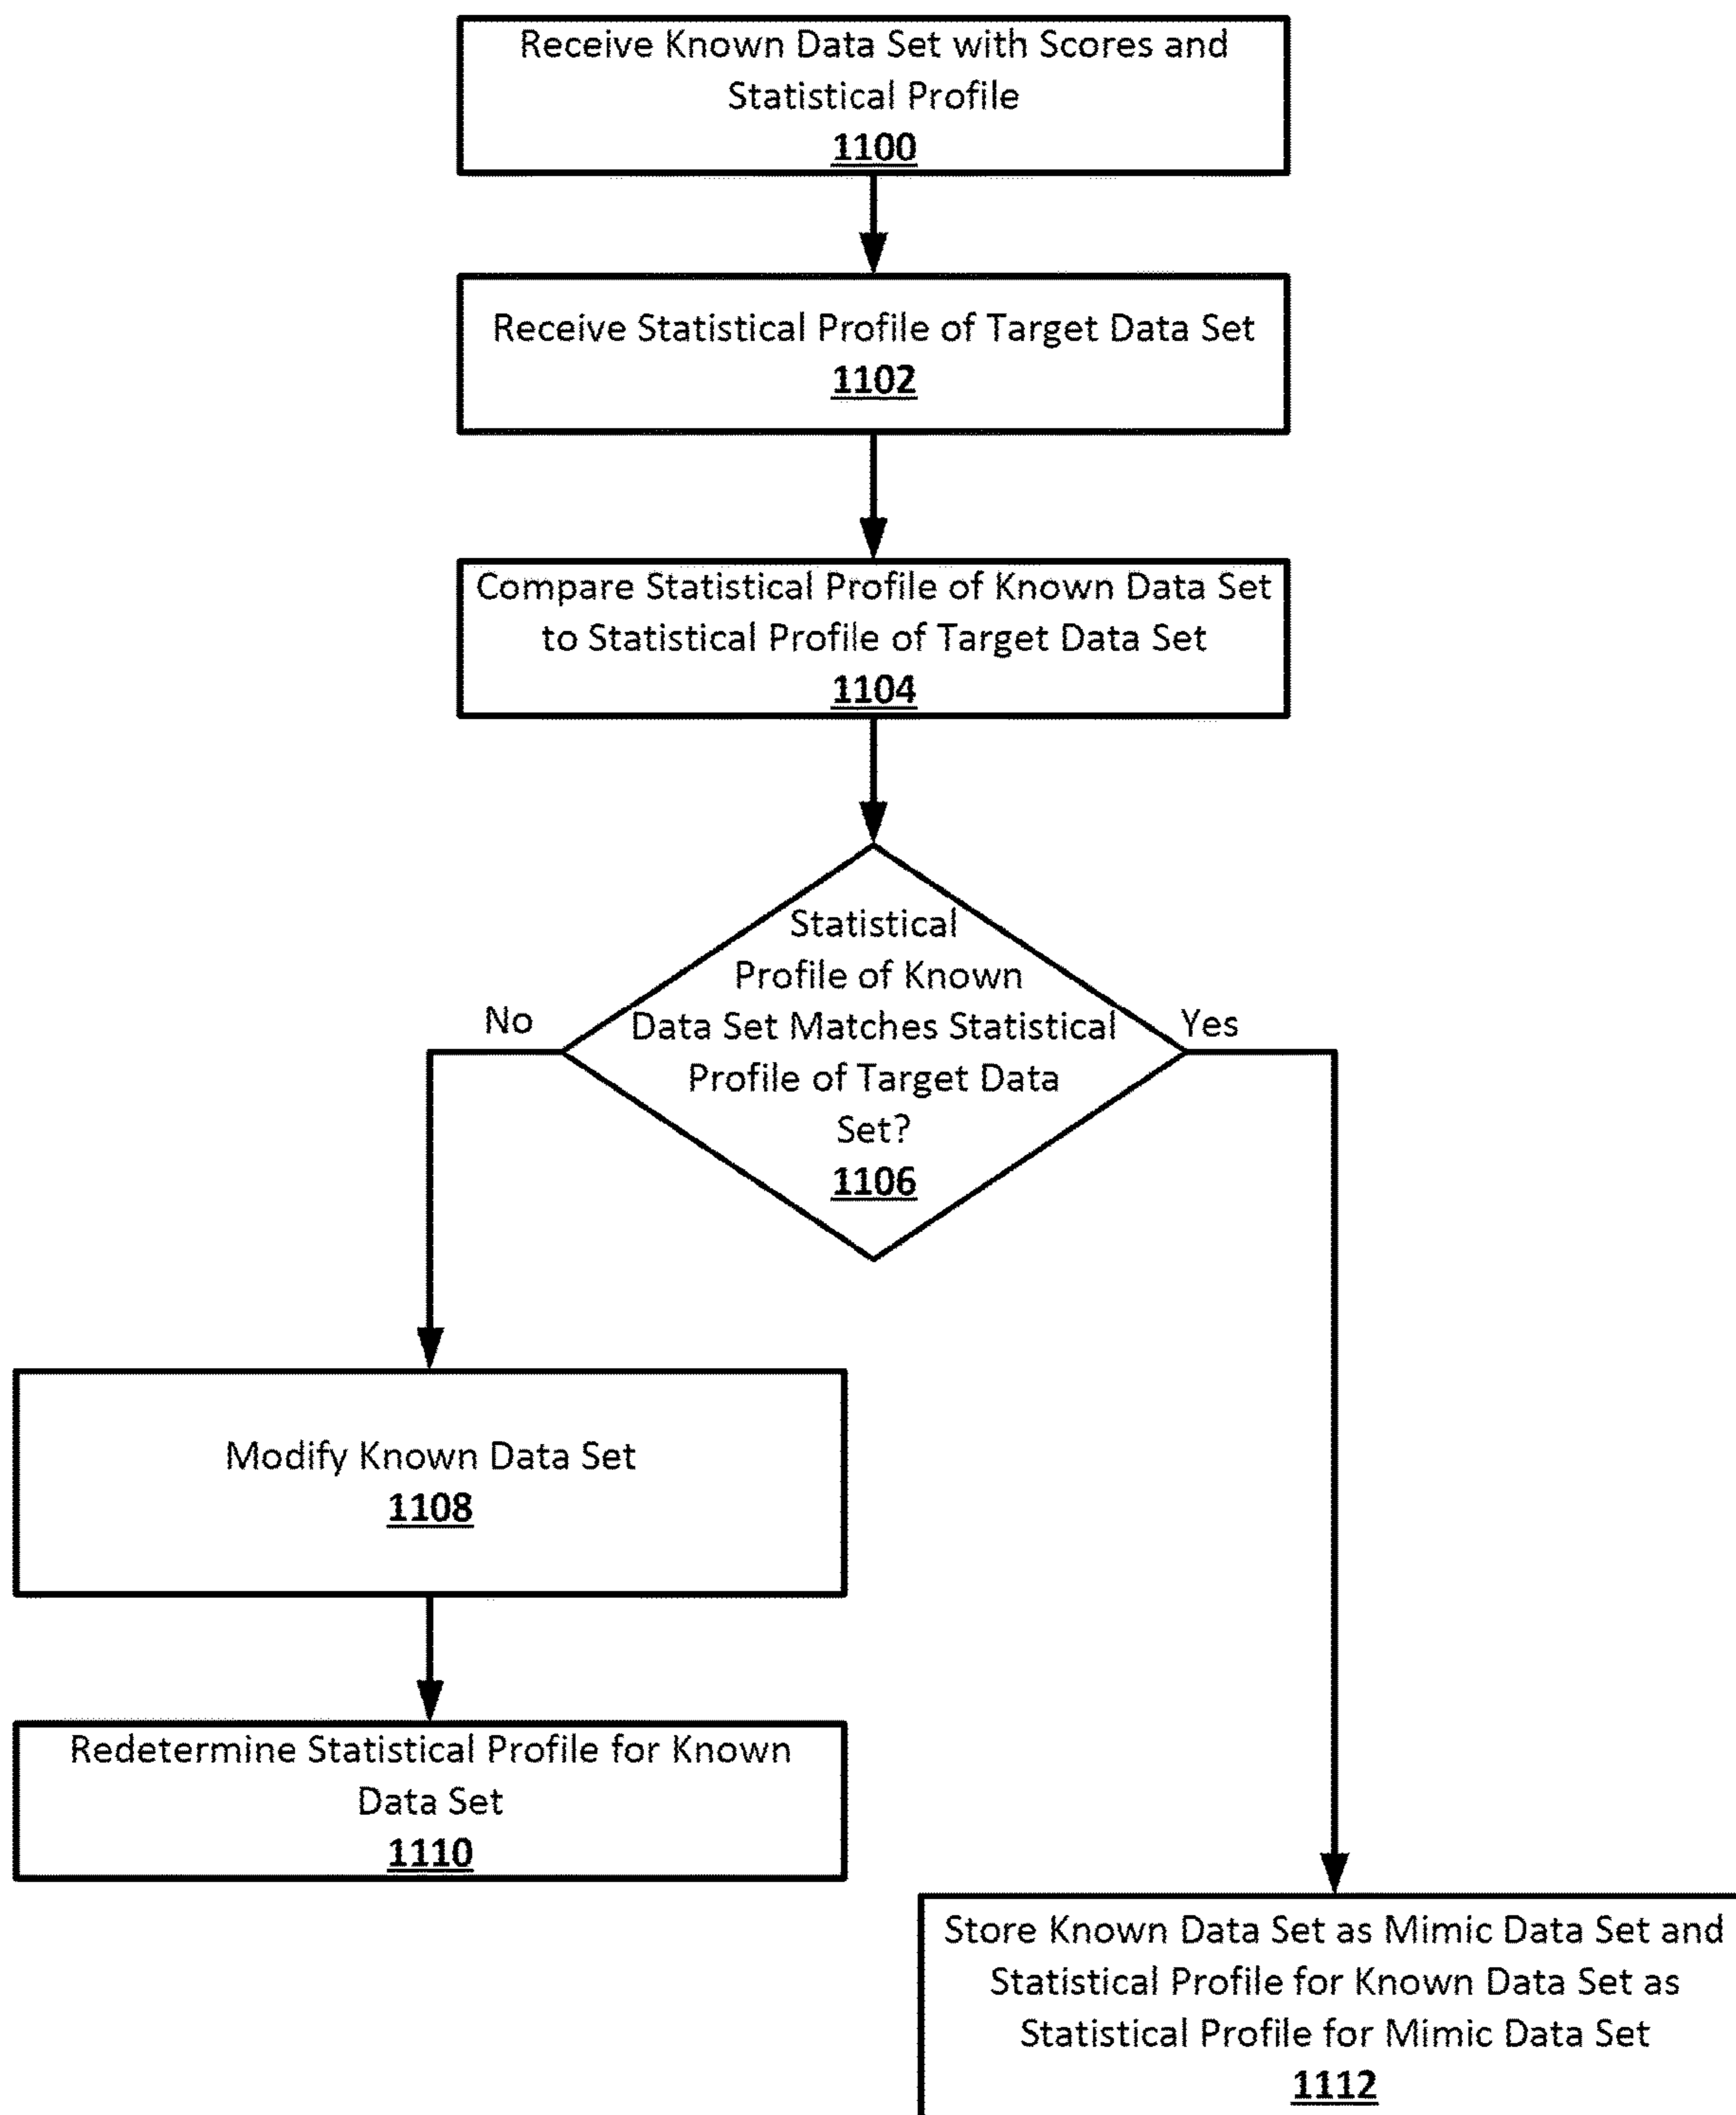 Receive Known Data Set with Scores and
Statistical Profile
1100
Receive Statistical Profile of Target Data Set
1102
Compare Statistical Profile of Known Data Set
to Statistical Profile of Target Data Set
1104
Statistical
Profile of Known
Data Set Matches Statistical
Profile of Target Data
Set?
1106
No
Yes
Modify Known Data Set
1108
Redetermine Statistical Profile for Known
Data Set
1110
Store Known Data Set as Mimic Data Set and
Statistical Profile for Known Data Set as
Statistical Profile for Mimic Data Set
1112